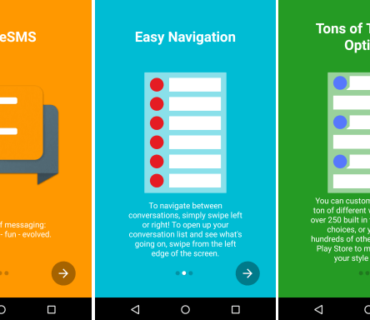 eSMS
f messaging:
- fun - evolved.
Easy Navigation
To navigate between
conversations, simply swipe left
or right! To open up your
conversation list and see what's
going on, swipe from the left
edge of the screen.
Tons of T
Opti
You can custom
ton of different w
over 250 built in
choices, or y
hundreds of othe
Play Store to m
your style